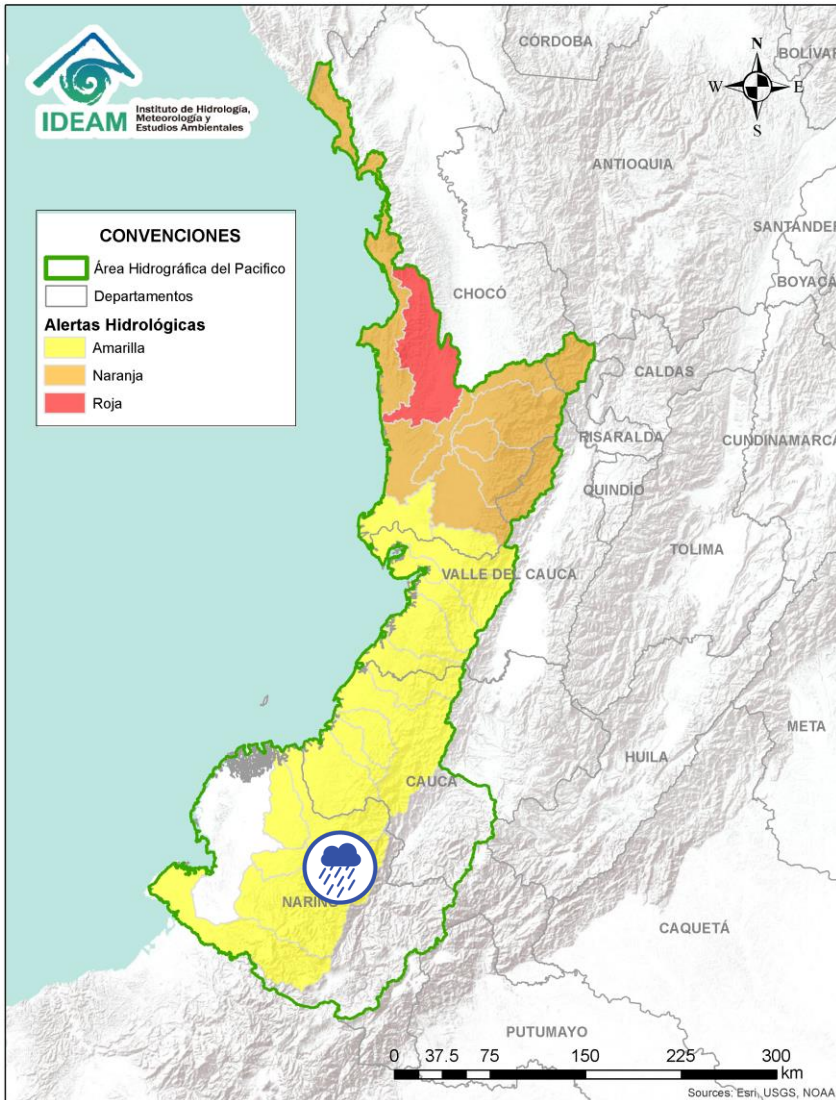 IDEAM
Instituto de Hidrología,
Meteorología y
Estudios Ambientales
CÓRDOBA
BOLÍVAR
N
W
E
S
ANTIOQUIA
CONVENCIONES
Área Hidrográfica del Pacifico
Departamentos
Alertas Hidrológicas
Amarilla
Naranja
Roja
SANTANDER
BOYACÁ
CHOCÓ
CALDAS
RISARALDA
CUNDINAMARCA
QUINDÍO
TOLIMA
VALLE DEL CAUCA
META
HUILA
CAUCA
NARIÑO
CAQUETÁ
PUTUMAYO
0 37.5 75 150 225 300
km
Sources: Esri, USGS, NOAA